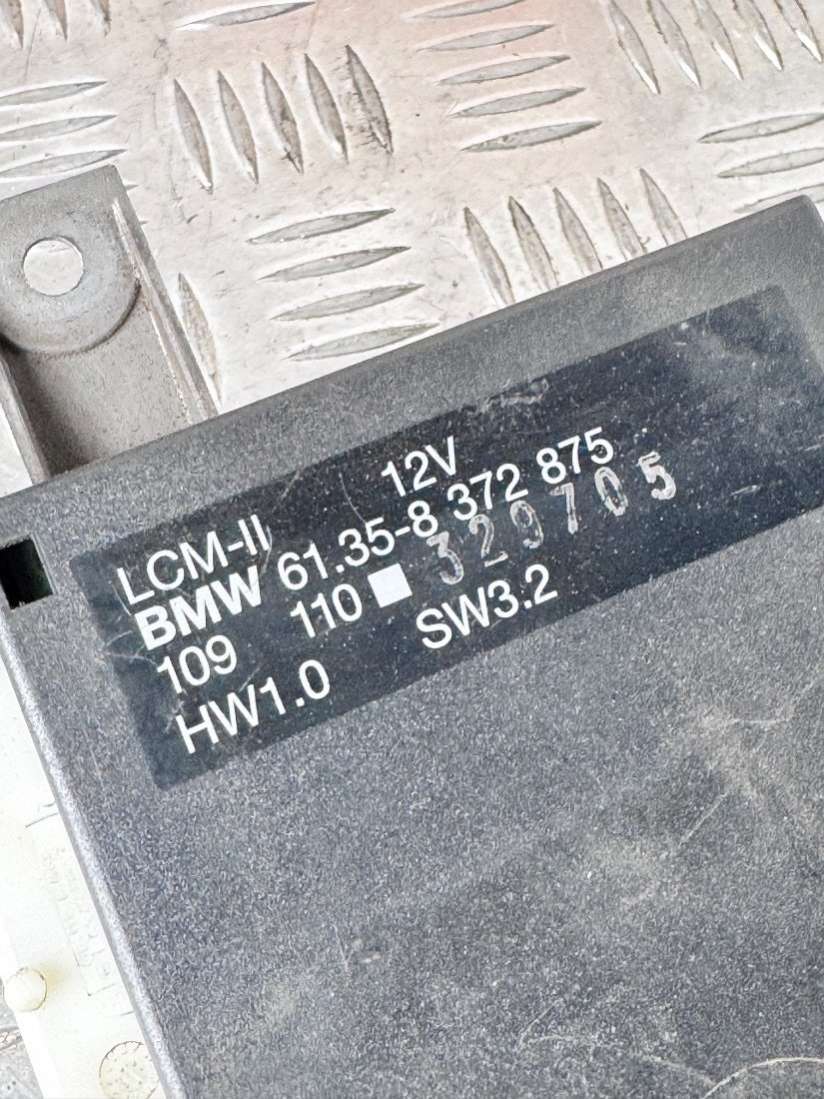 12V
LCM-II
BMW 61.35-8 372 875
109 110 ■ 329705
HW1.0 SW3.2